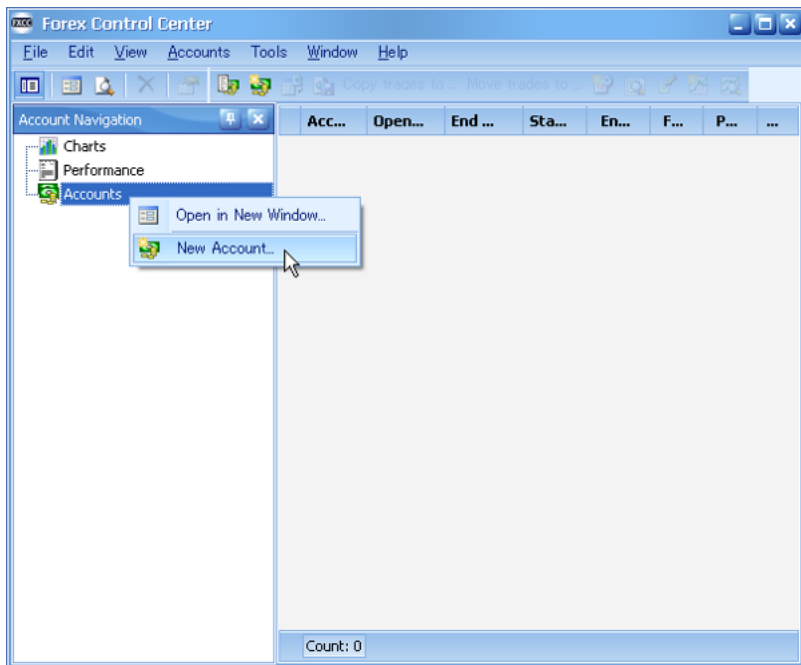 FXCC Forex Control Center
File Edit View Accounts Tools Window Help
Copy trades to ... Move trades to ...
Account Navigation
Acc... Open... End ... Sta... En... F... P... ...
Charts
Performance
Accounts
Open in New Window...
New Account...
Count: 0